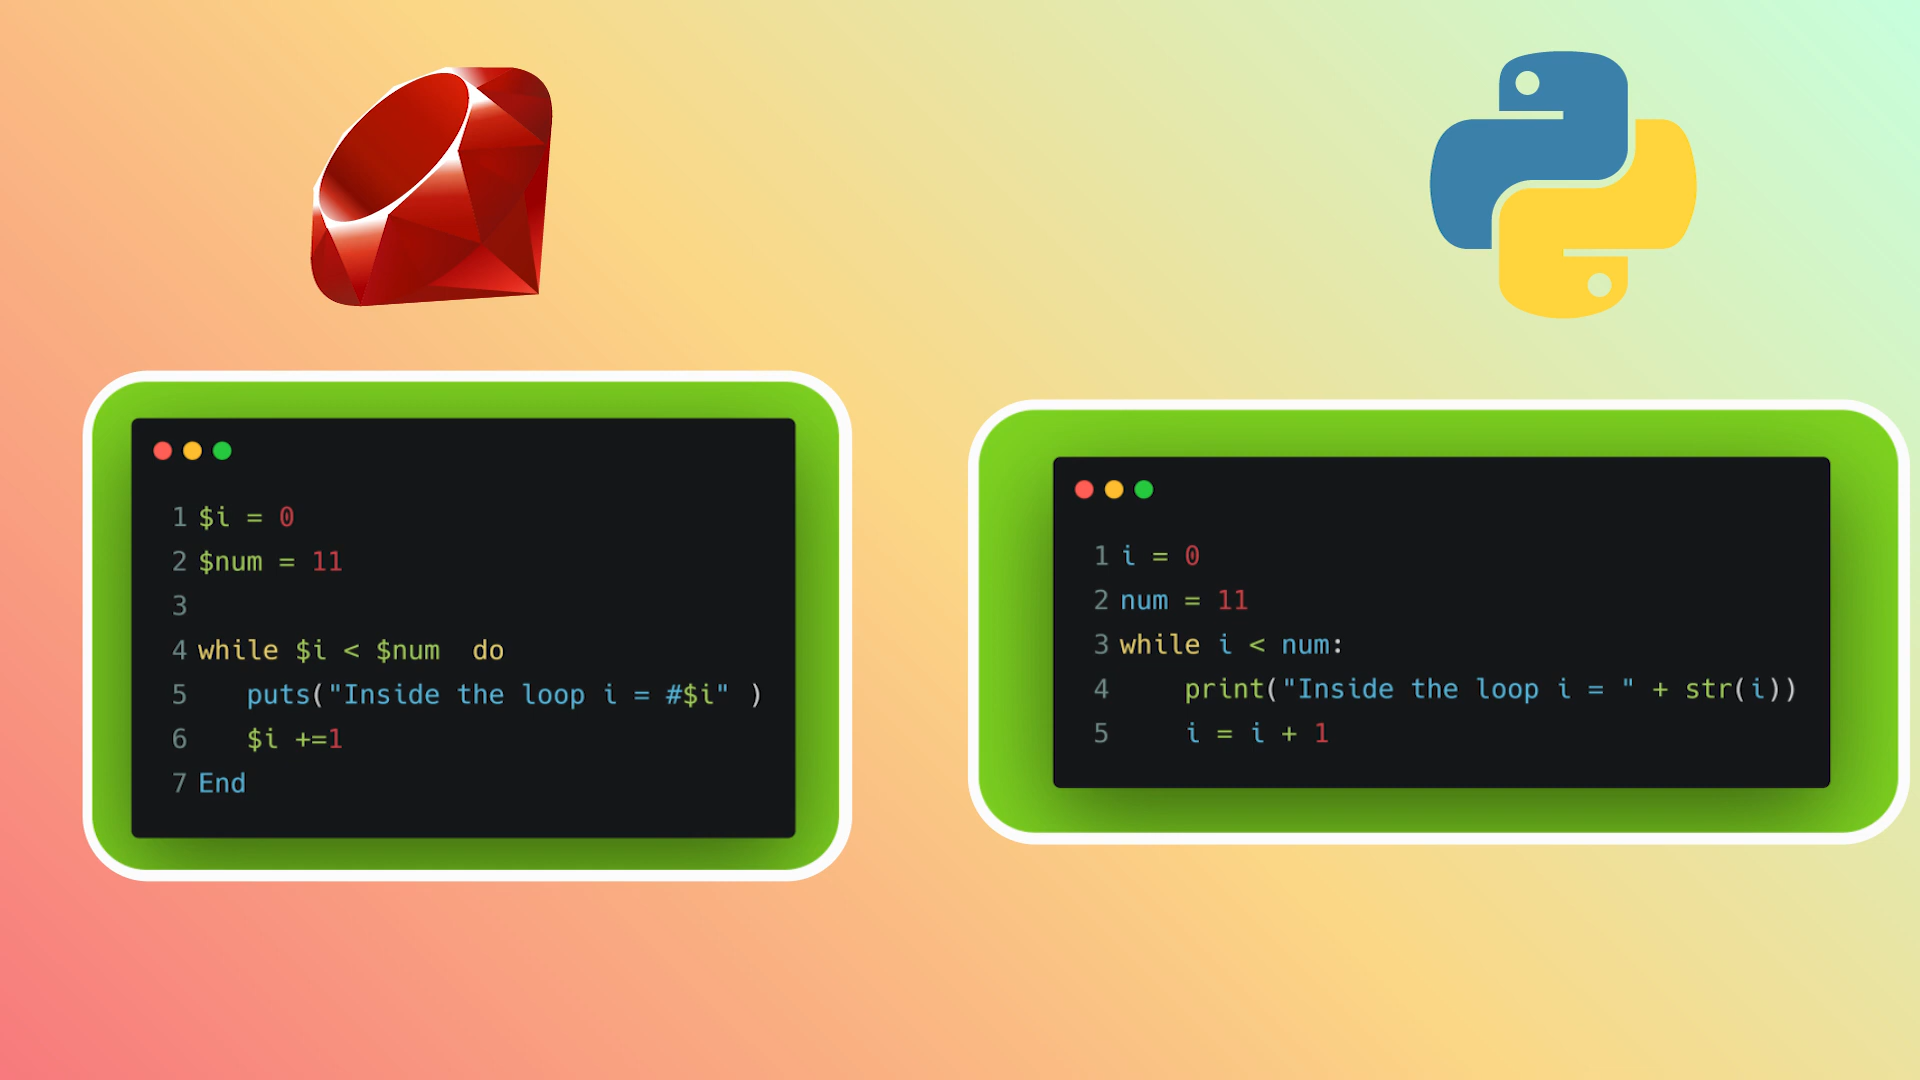 1 $i = 0
2 $num = 11
3
4 while $i < $num  do
5    puts("Inside the loop i = #$i" )
6    $i +=1
7 End
1 i = 0
2 num = 11
3 while i < num:
4     print("Inside the loop i = " + str(i))
5     i = i + 1